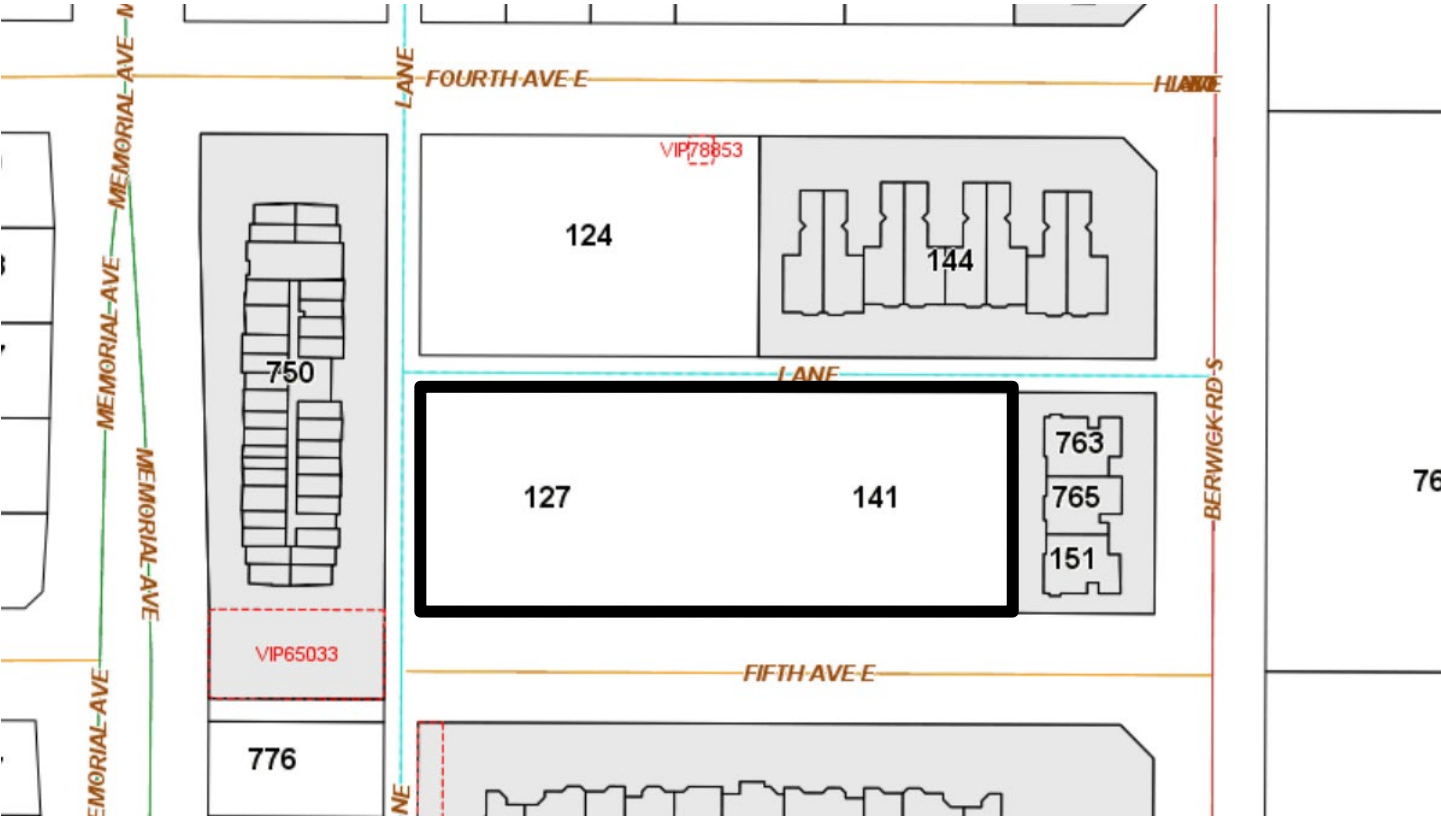 MEMORIAL-AVE
LANE
FOURTH AVE E
MEMORIAL-AVE
VIP78853
124
144
MEMORIAL-AVE
750
LANE
BERWICK-RD S
763
127
141
765
MEMORIAL-AVE
151
VIP65033
FIFTH AVE E
776